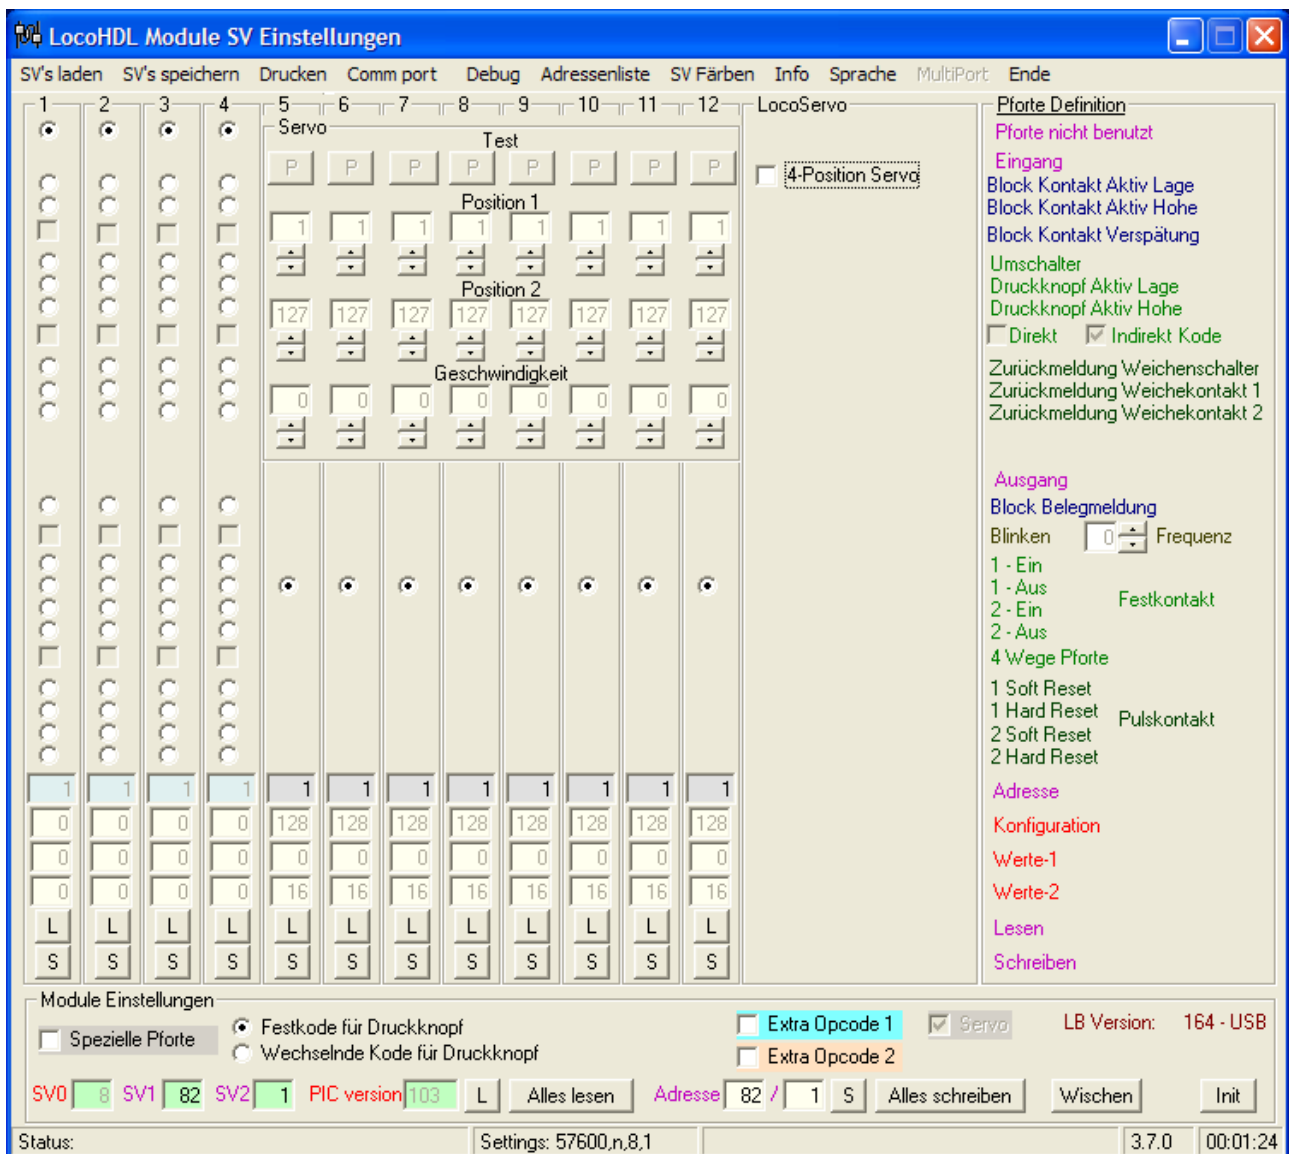 LocoHDL Module SV Einstellungen
SV's laden SV's speichern Drucken Comm port Debug Adressenliste SV Färben Info Sprache MultiPort Ende
1 2 3 4 5 6 7 8 9 10 11 12 LocoServo Pforte Definition
Servo
Test
P P P P P P P P
4-Position Servo
Position 1
1 1 1 1 1 1 1 1
Position 2
127 127 127 127 127 127 127 127
Geschwindigkeit
0 0 0 0 0 0 0 0
Pforte nicht benutzt
Eingang
Block Kontakt Aktiv Lage
Block Kontakt Aktiv Hohe
Block Kontakt Verspätung
Umschalter
Druckknopf Aktiv Lage
Druckknopf Aktiv Hohe
Direkt Indirekt Kode
Zurückmeldung Weichenschalter
Zurückmeldung Weichekontakt 1
Zurückmeldung Weichekontakt 2
Ausgang
Block Belegmeldung
Blinken 0 Frequenz
1 - Ein
1 - Aus
2 - Ein
2 - Aus
Festkontakt
4 Wege Pforte
1 Soft Reset
1 Hard Reset
2 Soft Reset
2 Hard Reset
Pulskontakt
1 1 1 1 1 1 1 1 1 1 1 1 Adresse
0 0 0 0 128 128 128 128 128 128 128 128 Konfiguration
0 0 0 0 0 0 0 0 0 0 0 0 Werte-1
0 0 0 0 16 16 16 16 16 16 16 16 Werte-2
L L L L L L L L L L L L Lesen
S S S S S S S S S S S S Schreiben
Module Einstellungen
Spezielle Pforte
Festkode für Druckknopf
Wechselnde Kode für Druckknopf
Extra Opcode 1 Servo LB Version: 164 - USB
Extra Opcode 2
SV0 8 SV1 82 SV2 1 PIC version 103 L Alles lesen Adresse 82 / 1 S Alles schreiben Wischen Init
Status: Settings: 57600,n,8,1 3.7.0 00:01:24